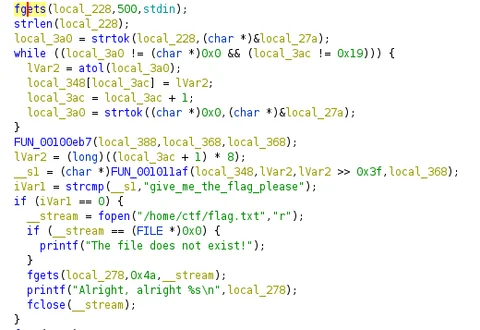 fgets(local_228,500,stdin);
strlen(local_228);
local_3a0 = strtok(local_228,(char *)&local_27a);
while ((local_3a0 != (char *)0x0 && (local_3ac != 0x19))) {
  lVar2 = atol(local_3a0);
  local_348[local_3ac] = lVar2;
  local_3ac = local_3ac + 1;
  local_3a0 = strtok((char *)0x0,(char *)&local_27a);
}
FUN_00100eb7(local_388,local_368,local_368);
lVar2 = (long)((local_3ac + 1) * 8);
__s1 = (char *)FUN_001011af(local_348,lVar2,lVar2 >> 0x3f,local_368);
iVar1 = strcmp(__s1,"give_me_the_flag_please");
if (iVar1 == 0) {
  __stream = fopen("/home/ctf/flag.txt","r");
  if (__stream == (FILE *)0x0) {
    printf("The file does not exist!");
  }
  fgets(local_278,0x4a,__stream);
  printf("Alright, alright %s\n",local_278);
  fclose(__stream);
}